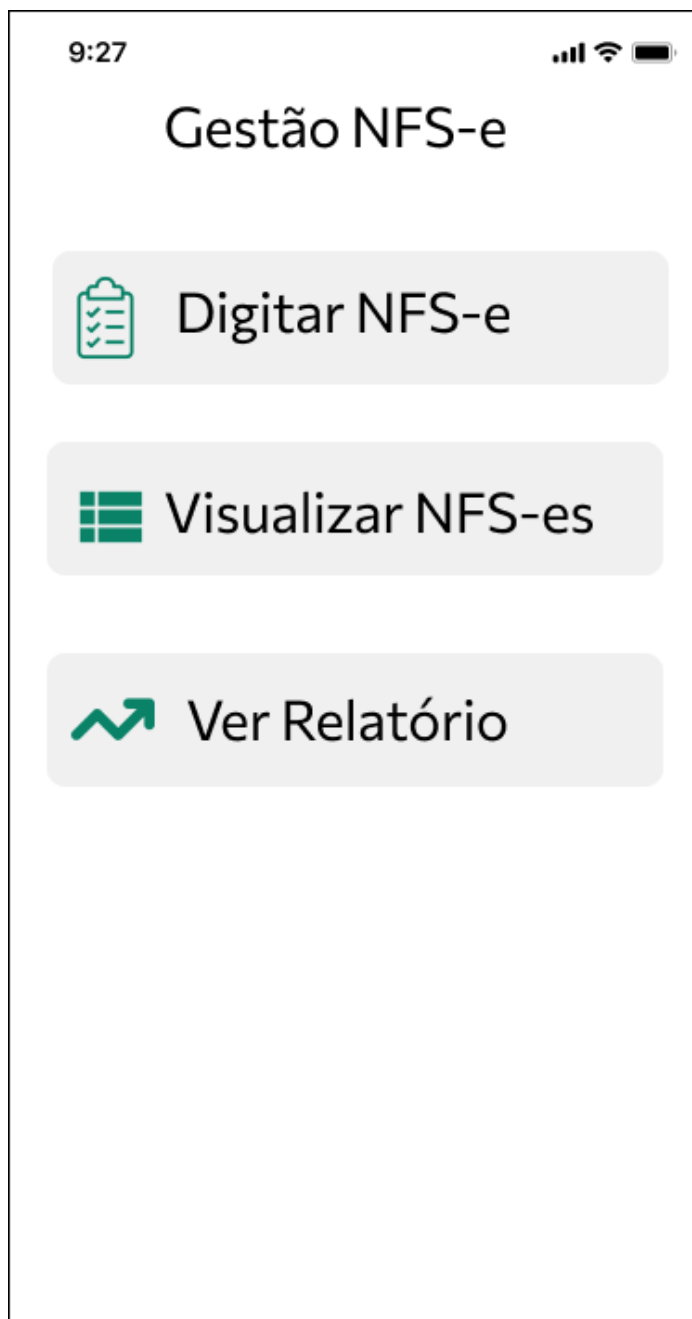 9:27
Gestão NFS-e
Digitar NFS-e
Visualizar NFS-es
Ver Relatório